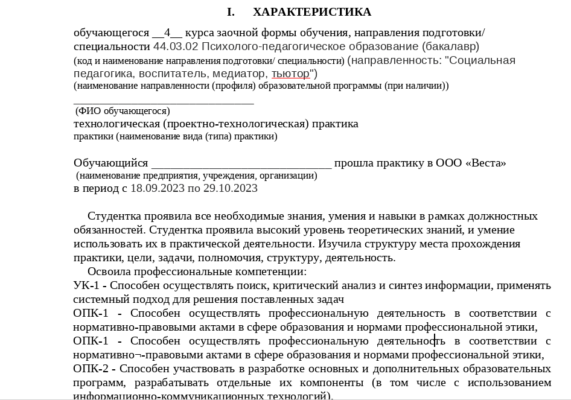 I. ХАРАКТЕРИСТИКА
обучающегося __4__ курса заочной формы обучения, направления подготовки/
специальности 44.03.02 Психолого-педагогическое образование (бакалавр)
(код и наименование направления подготовки/ специальности) (направленность: "Социальная
педагогика, воспитатель, медиатор, тьютор")
(наименование направленности (профиля) образовательной программы (при наличии))
(ФИО обучающегося)
технологическая (проектно-технологическая) практика
практики (наименование вида (типа) практики)
Обучающийся ______________________________ прошла практику в ООО «Веста»
(наименование предприятия, учреждения, организации)
в период с 18.09.2023 по 29.10.2023
Студентка проявила все необходимые знания, умения и навыки в рамках должностных
обязанностей. Студентка проявила высокий уровень теоретических знаний, и умение
использовать их в практической деятельности. Изучила структуру места прохождения
практики, цели, задачи, полномочия, структуру, деятельность.
Освоила профессиональные компетенции:
УК-1 - Способен осуществлять поиск, критический анализ и синтез информации, применять
системный подход для решения поставленных задач
ОПК-1 - Способен осуществлять профессиональную деятельность в соответствии с
нормативно-правовыми актами в сфере образования и нормами профессиональной этики,
ОПК-1 - Способен осуществлять профессиональную деятельность в соответствии с
нормативно¬-правовыми актами в сфере образования и нормами профессиональной этики,
ОПК-2 - Способен участвовать в разработке основных и дополнительных образовательных
программ, разрабатывать отдельные их компоненты (в том числе с использованием
информационно-коммуникационных технологий),